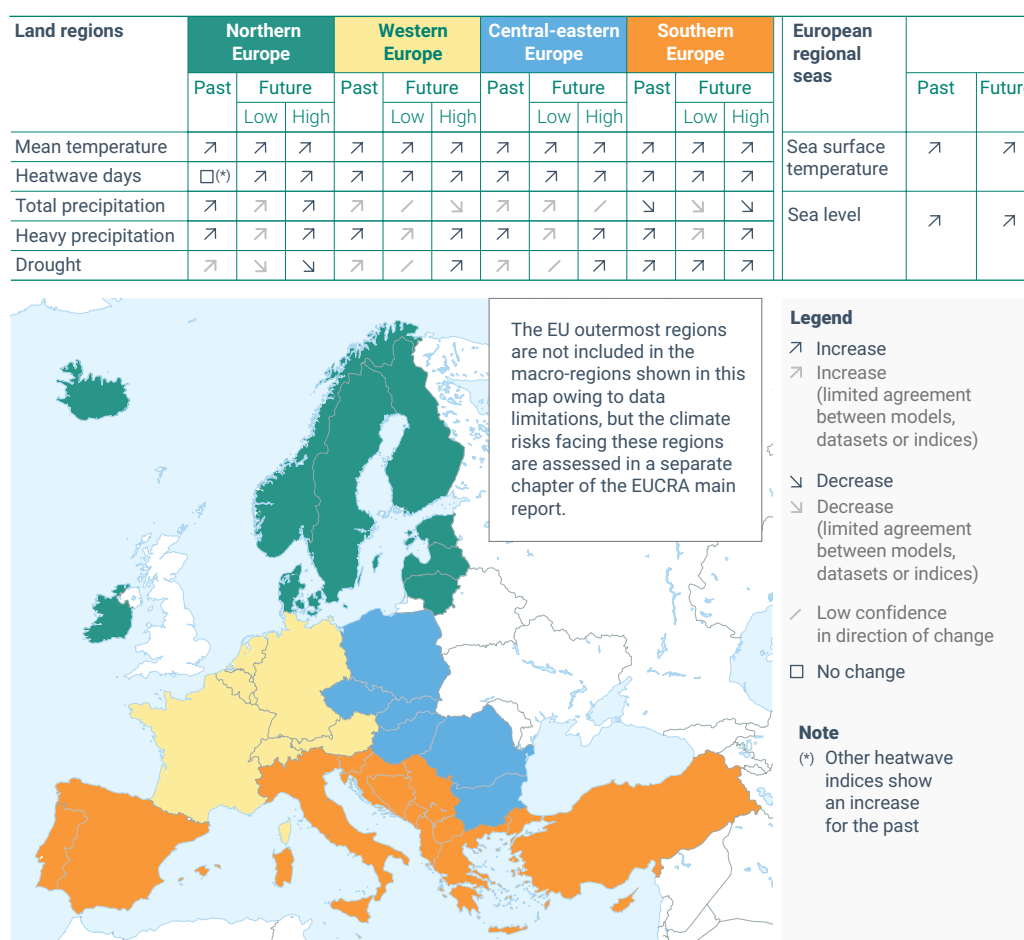 Land regions
Northern
Europe
Western
Europe
Central-eastern
Europe
Southern
Europe
European
regional
seas
Past
Future
Past
Future
Past
Future
Past
Future
Past
Futur
Low
High
Low
High
Low
High
Low
High
Mean temperature
Heatwave days
(*)
Total precipitation
Heavy precipitation
Drought
Sea surface
temperature
Sea level
The EU outermost regions
are not included in the
macro-regions shown in this
map owing to data
limitations, but the climate
risks facing these regions
are assessed in a separate
chapter of the EUCRA main
report.
Legend
Increase
Increase
(limited agreement
between models,
datasets or indices)
Decrease
Decrease
(limited agreement
between models,
datasets or indices)
Low confidence
in direction of change
No change
Note
(*) Other heatwave
indices show
an increase
for the past